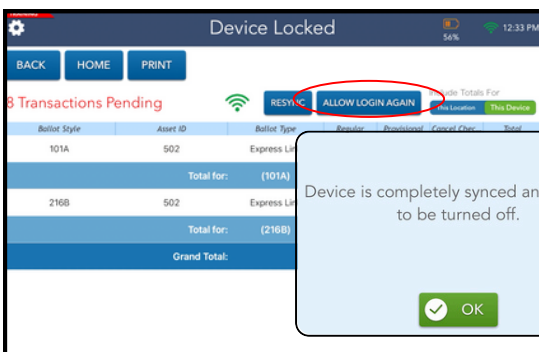 TRAINING
Device Locked
56%
12:33 PM
BACK HOME PRINT
8 Transactions Pending
RESYNC
ALLOW LOGIN AGAIN
Include Totals For
This Location
This Device
Ballot Style Asset ID Ballot Type Regular Provisional Cancel Chec Total
101A 502 Express Lin
Total for: (101A)
216B 502 Express Lin
Total for: (216B)
Grand Total:
Device is completely synced an
to be turned off.
OK